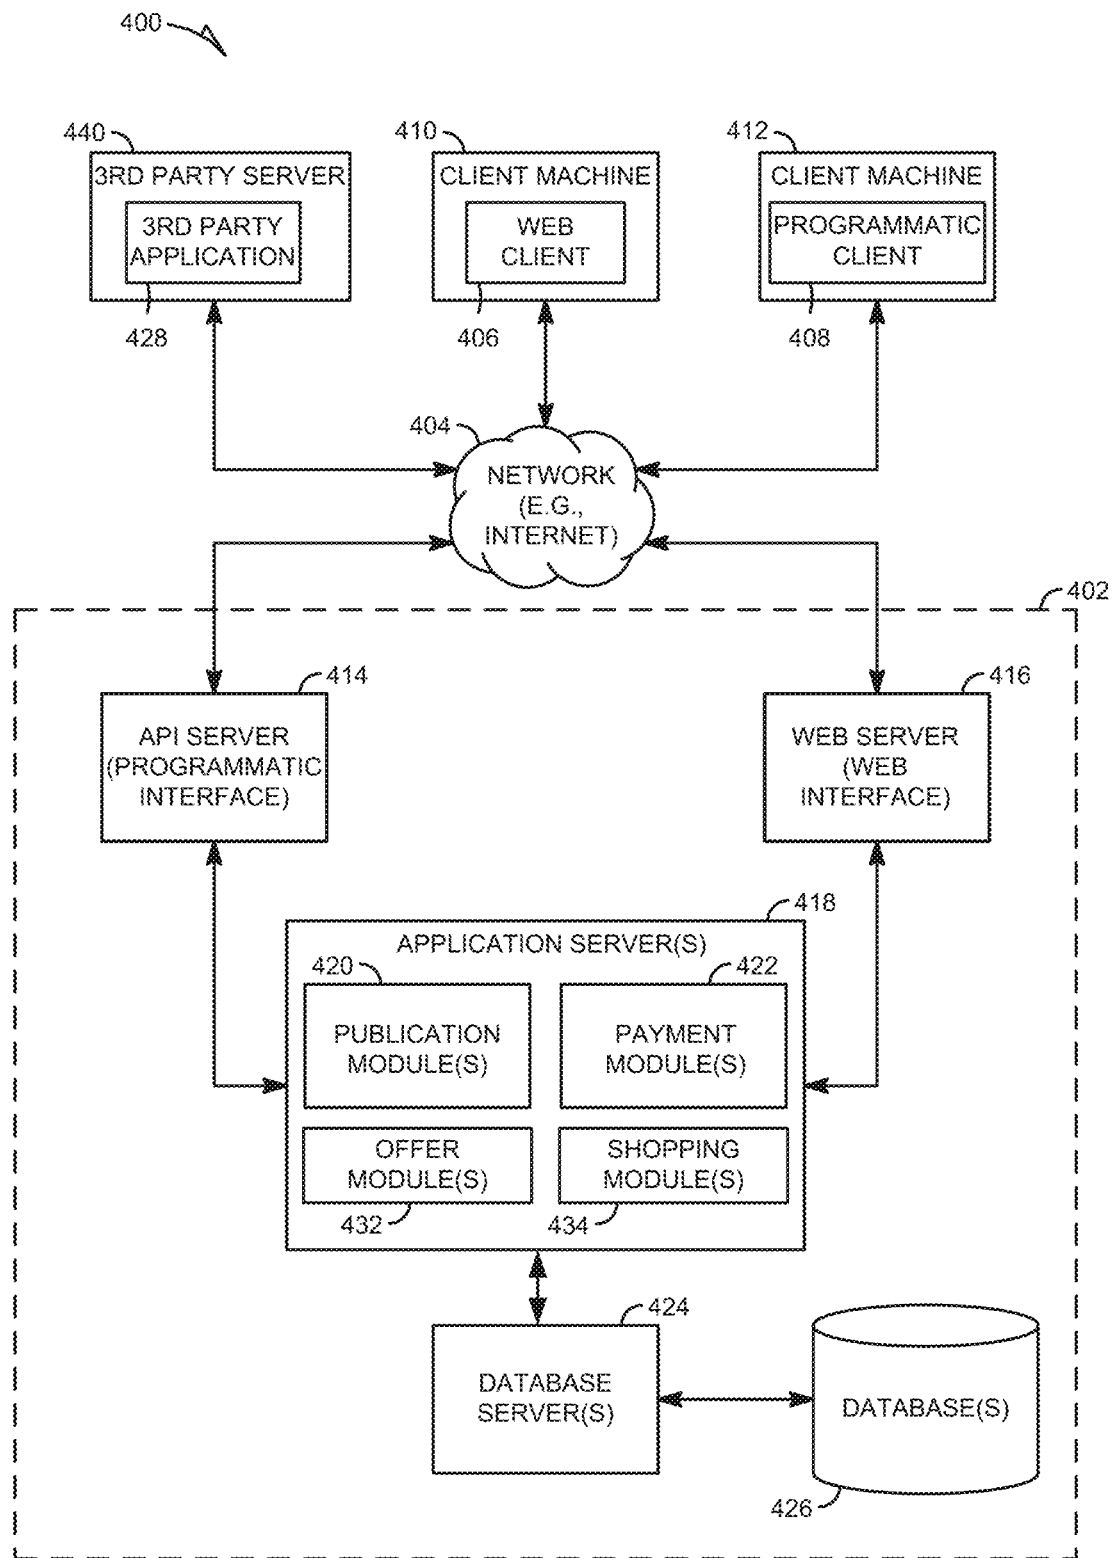 400
440
410
412
3RD PARTY SERVER
CLIENT MACHINE
CLIENT MACHINE
3RD PARTY
APPLICATION
WEB
CLIENT
PROGRAMMATIC
CLIENT
428
406
408
404
NETWORK
(E.G.,
INTERNET)
402
414
416
API SERVER
(PROGRAMMATIC
INTERFACE)
WEB SERVER
(WEB
INTERFACE)
418
APPLICATION SERVER(S)
420
422
PUBLICATION
MODULE(S)
PAYMENT
MODULE(S)
OFFER
MODULE(S)
SHOPPING
MODULE(S)
432
434
424
DATABASE
SERVER(S)
DATABASE(S)
426